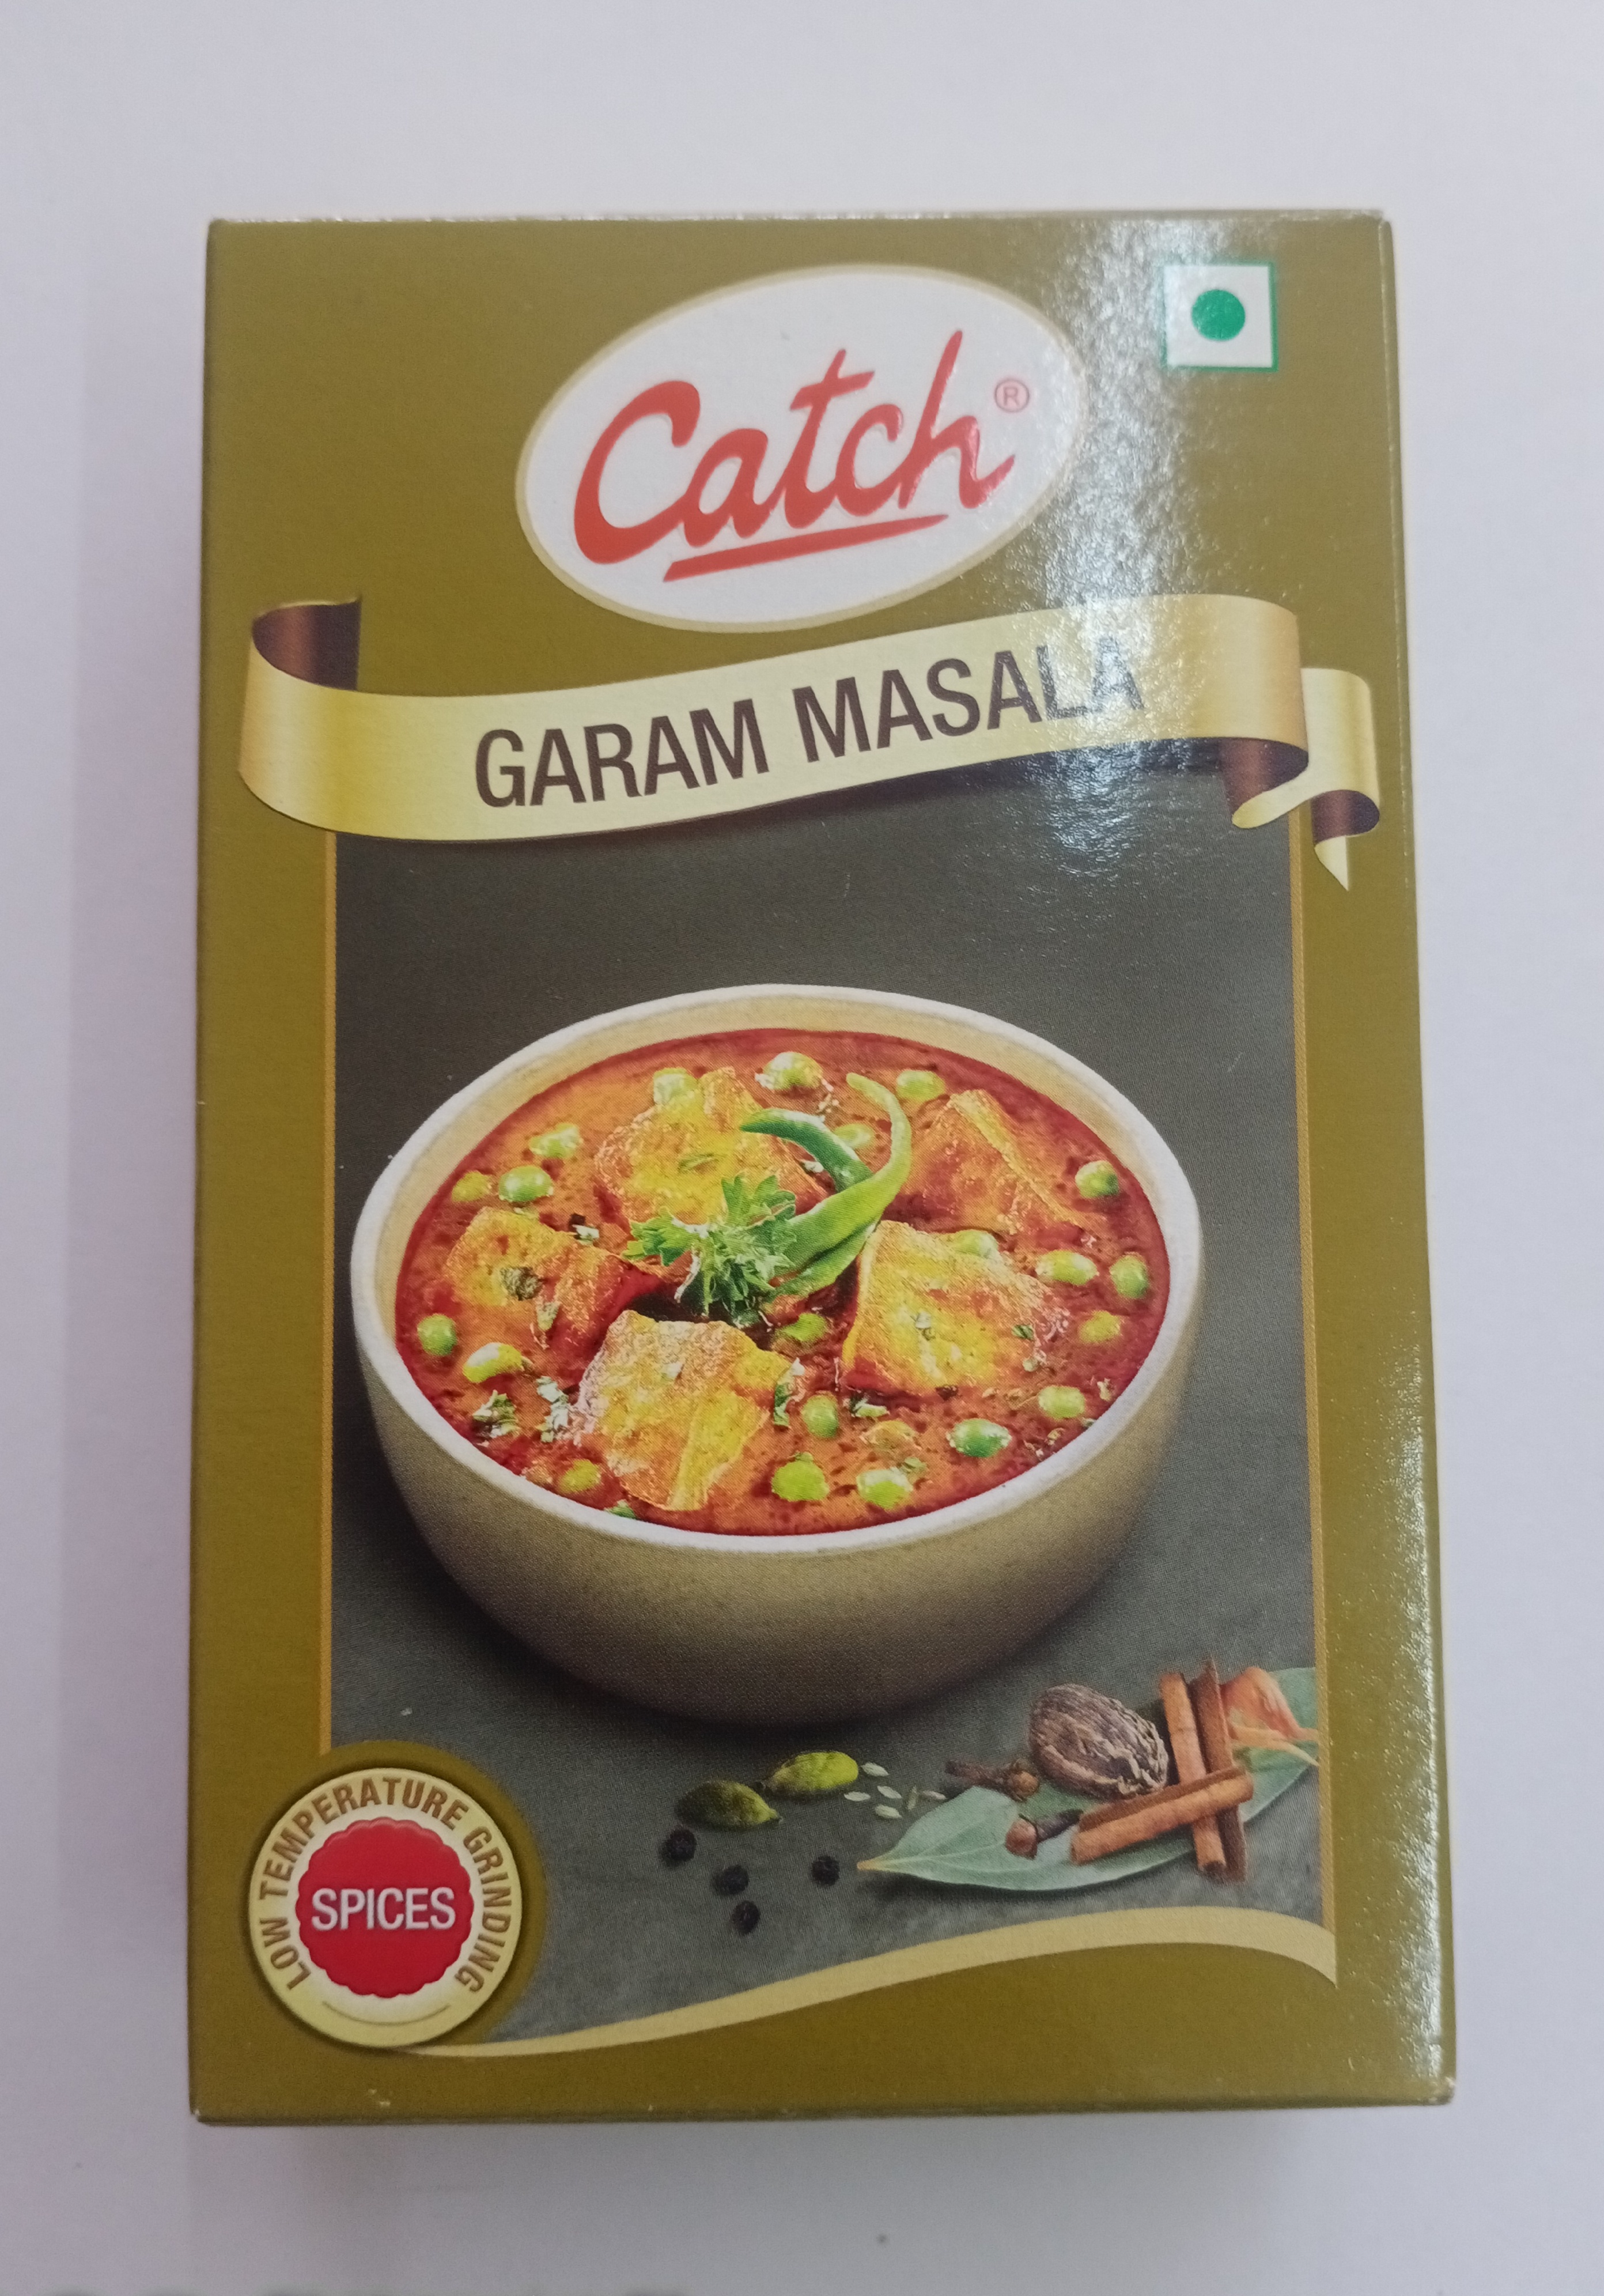 Catch®
GARAM MASALA
LOW TEMPERATURE GRINDING
SPICES